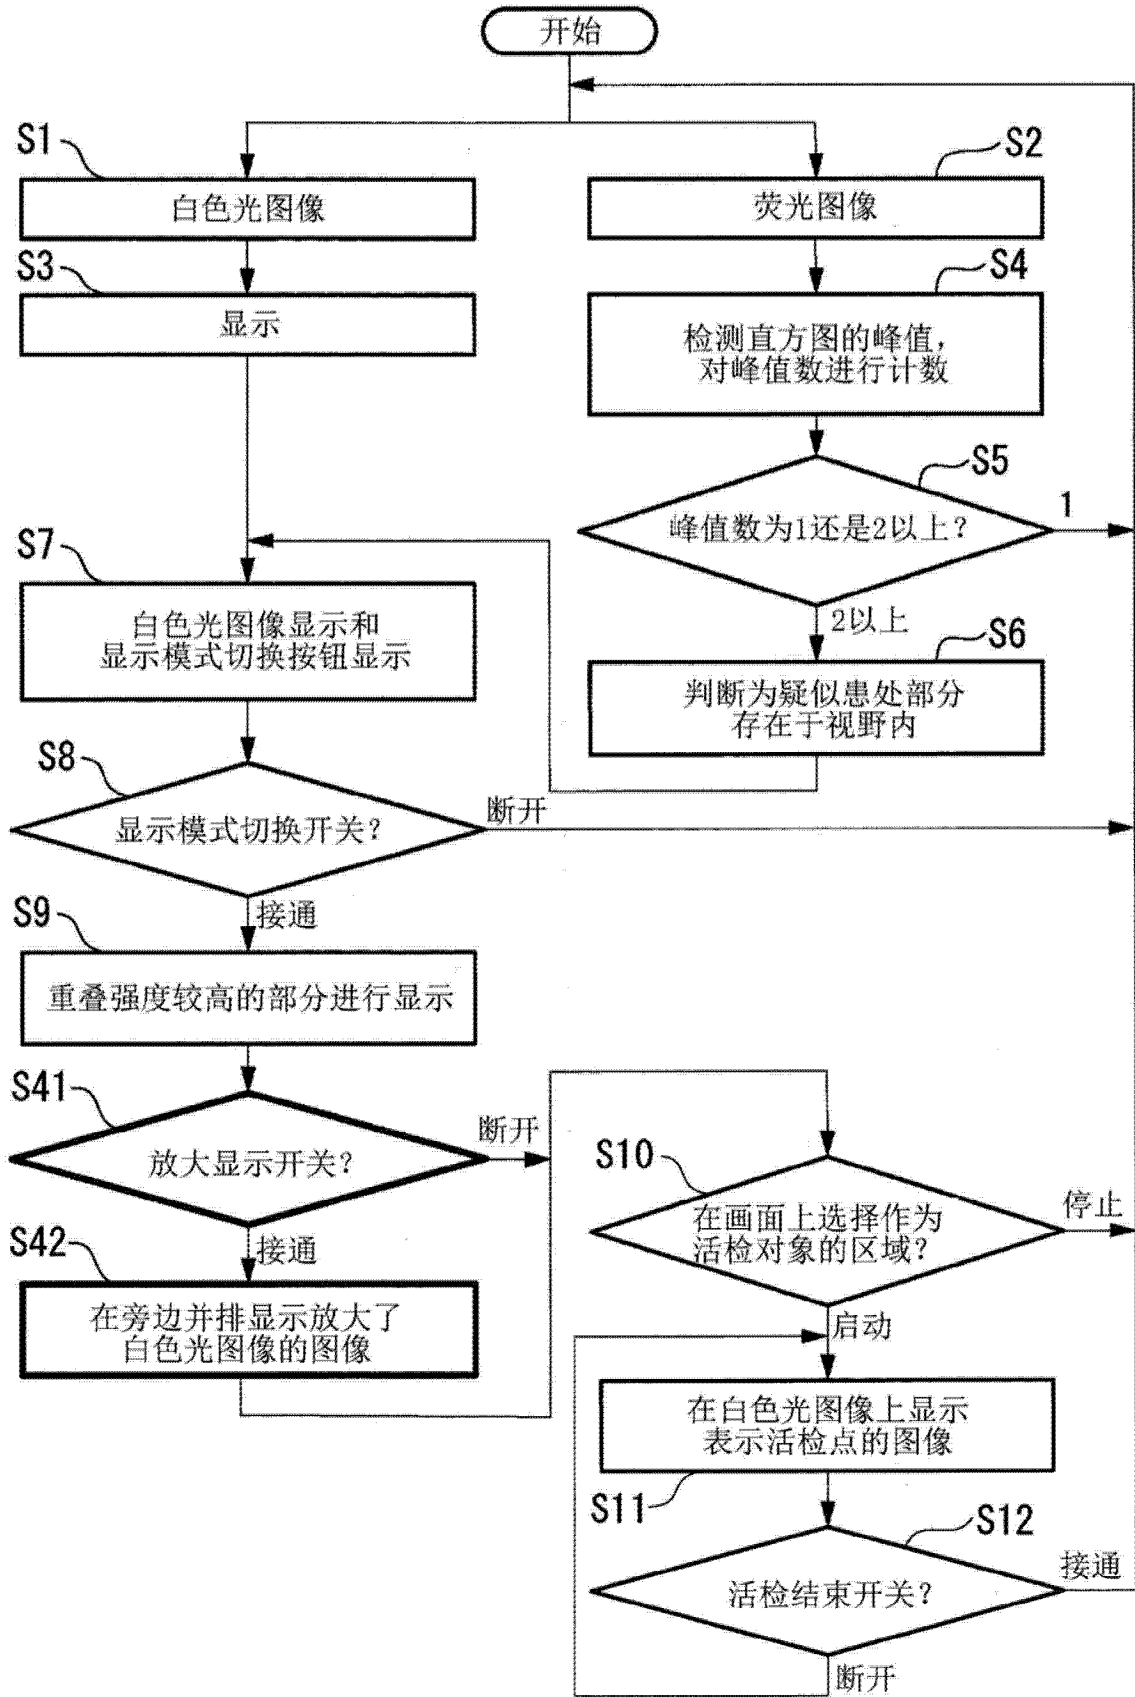 开始
S1
白色光图像
S2
荧光图像
S3
显示
S4
检测直方图的峰值，
对峰值数进行计数
S5
峰值数为1还是2以上？
1
2以上
S6
判断为疑似患处部分
存在于视野内
S7
白色光图像显示和
显示模式切换按钮显示
S8
显示模式切换开关？
断开
接通
S9
重叠强度较高的部分进行显示
S41
放大显示开关？
断开
接通
S42
在旁边并排显示放大了
白色光图像的图像
S10
在画面上选择作为
活检对象的区域？
停止
启动
在白色光图像上显示
表示活检点的图像
S11
S12
活检结束开关？
接通
断开